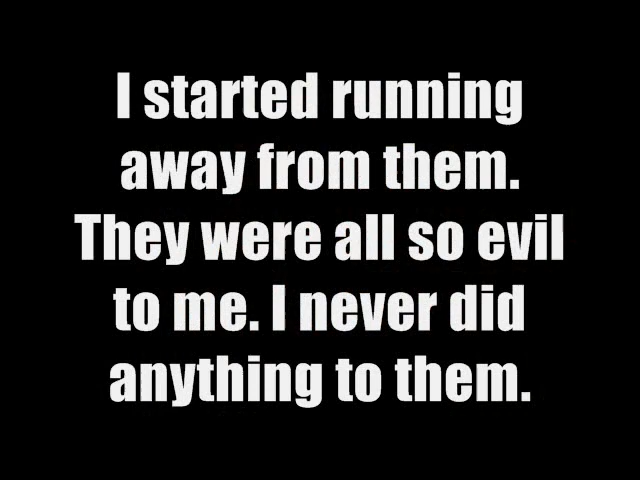 I started running
away from them.
They were all so evil
to me. I never did
anything to them.